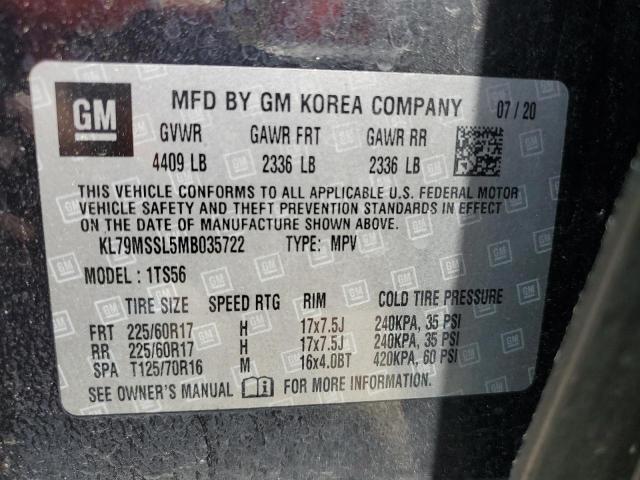 GM MFD BY GM KOREA COMPANY 07 / 20
GVWR GAWR FRT GAWR RR
4409 LB 2336 LB 2336 LB
THIS VEHICLE CONFORMS TO ALL APPLICABLE U.S. FEDERAL MOTOR
VEHICLE SAFETY AND THEFT PREVENTION STANDARDS IN EFFECT
ON THE DATE OF MANUFACTURE SHOWN ABOVE.
KL79MSSL5MB035722 TYPE: MPV
MODEL: 1TS56
TIRE SIZE SPEED RTG RIM COLD TIRE PRESSURE
FRT 225/60R17 H 17x7.5J 240KPA, 35 PSI
RR 225/60R17 H 17x7.5J 240KPA, 35 PSI
SPA T125/70R16 M 16x4.0BT 420KPA, 60 PSI
SEE OWNER'S MANUAL FOR MORE INFORMATION.